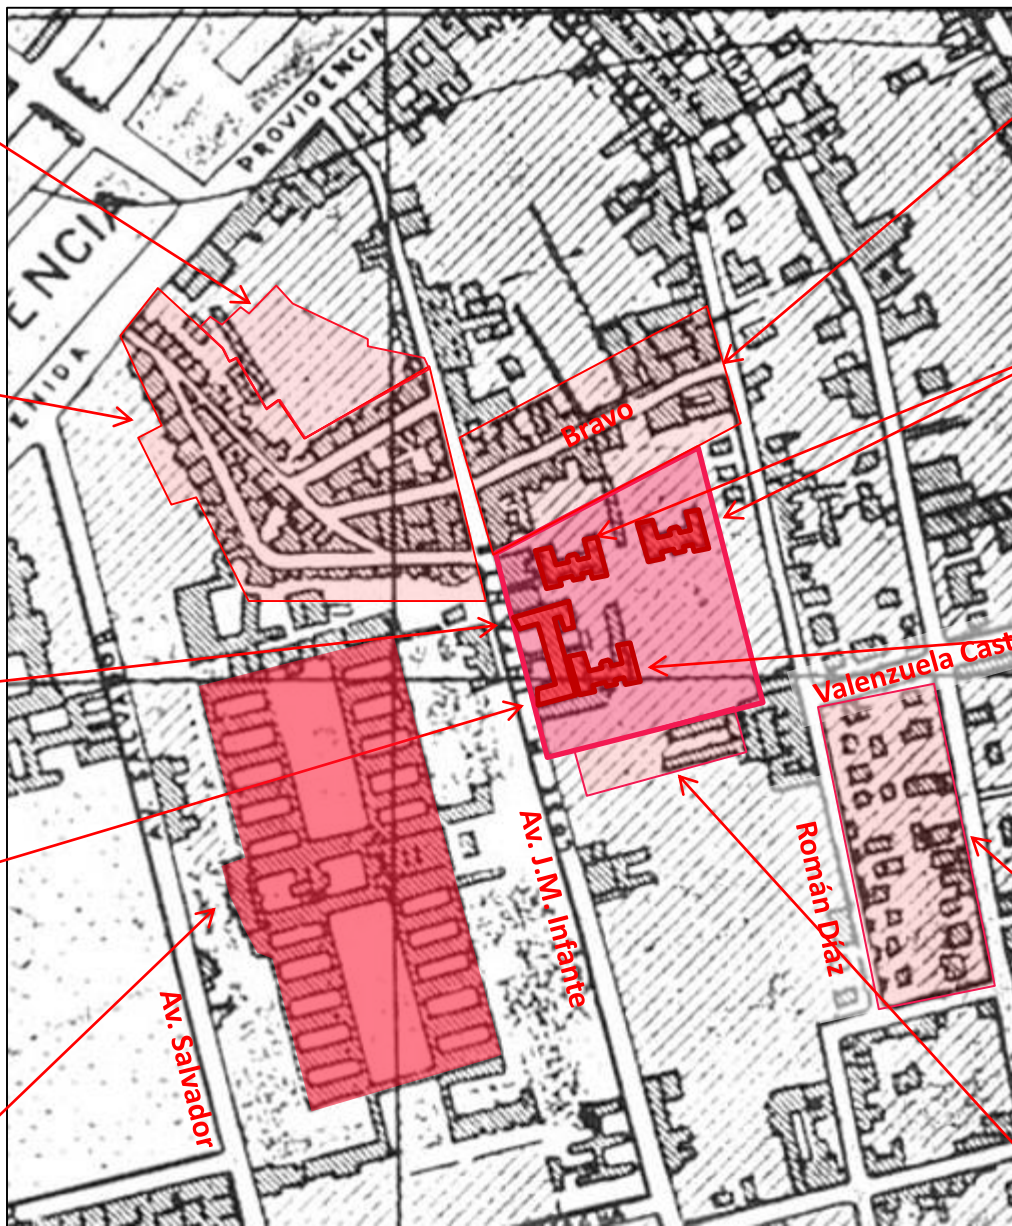 PROVIDENCIA
ENCIA
ENIDA
Bravo
Valenzuela Cast
Av. J.M. Infante
Román Díaz
Av. Salvador